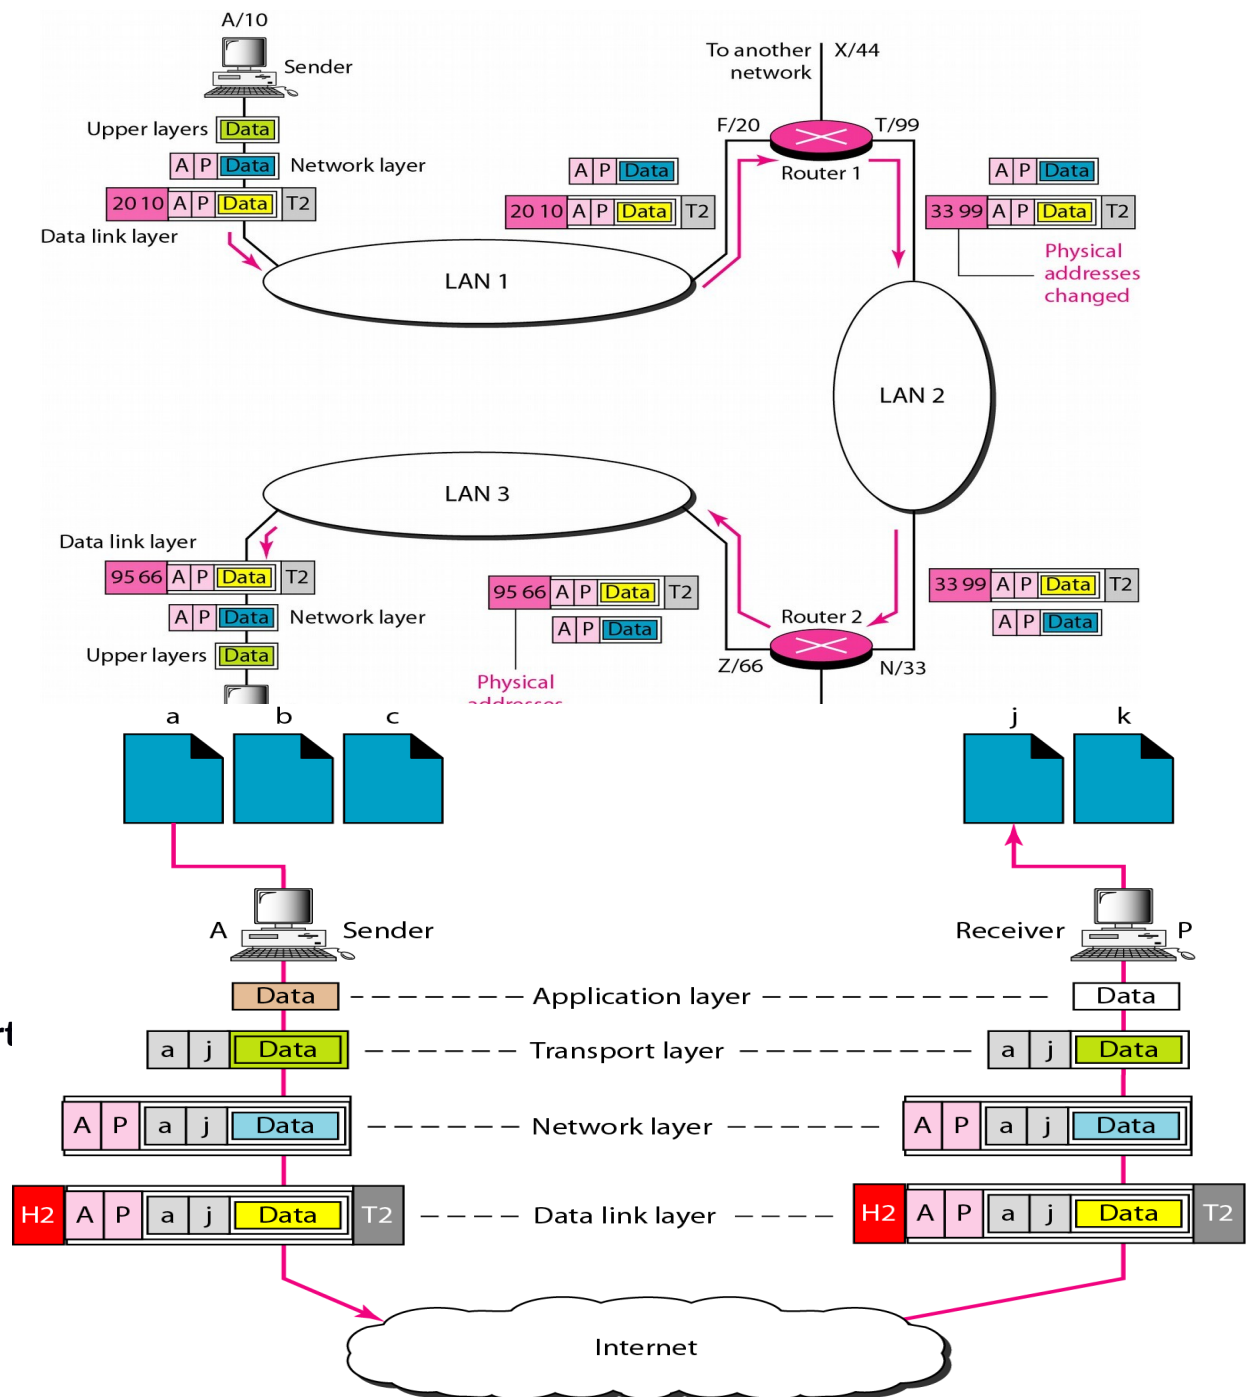 A/10
Sender
To another
network
X/44
F/20
T/99
Router 1
Upper layers
Data
A P Data
Network layer
20 10 A P Data T2
Data link layer
A P Data
20 10 A P Data T2
A P Data
33 99 A P Data T2
Physical
addresses
changed
LAN 1
LAN 2
LAN 3
Data link layer
95 66 A P Data T2
A P Data
Network layer
Upper layers
Data
95 66 A P Data T2
A P Data
Physical
addresses
Router 2
Z/66
N/33
33 99 A P Data T2
A P Data
a b c
j k
A
Sender
Receiver
P
Data
Application layer
Data
rt
a j Data
Transport layer
a j Data
A P a j Data
Network layer
A P a j Data
H2 A P a j Data T2
Data link layer
H2 A P a j Data T2
Internet